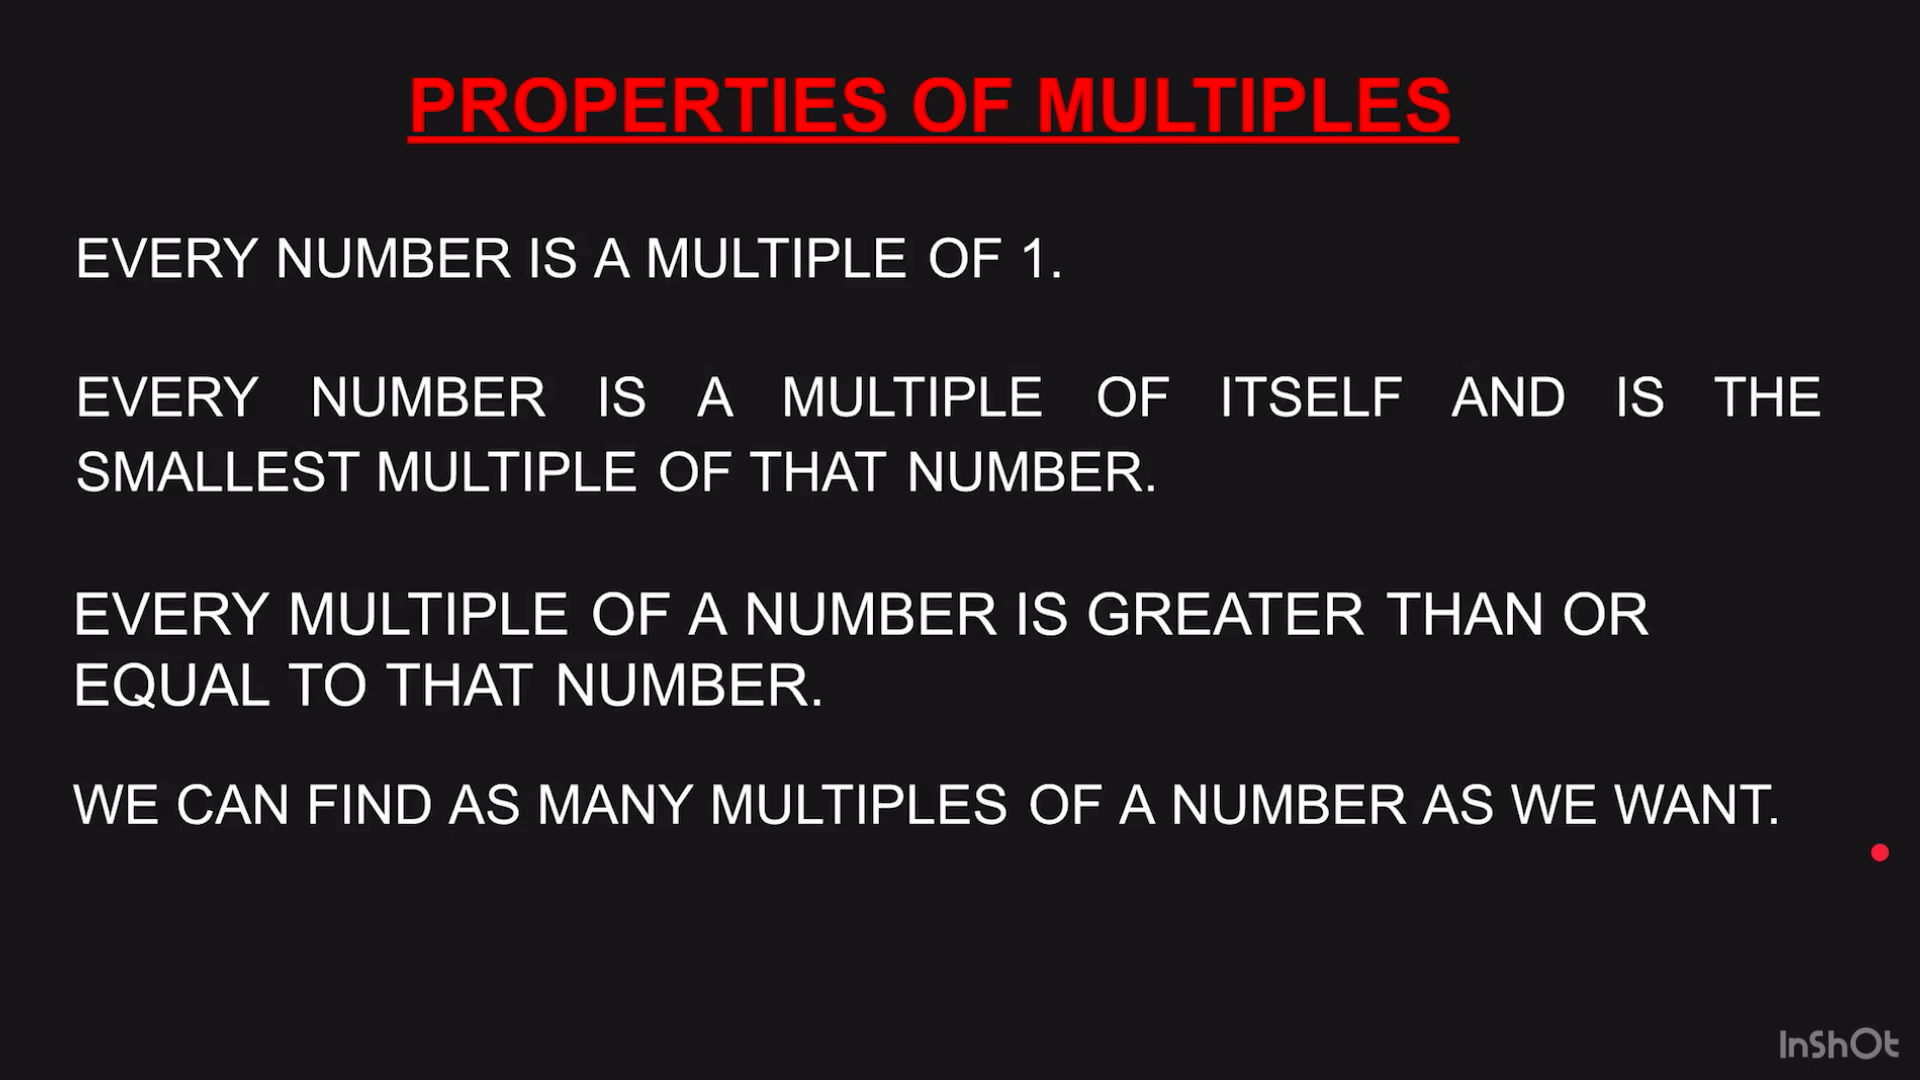 PROPERTIES OF MULTIPLES
EVERY NUMBER IS A MULTIPLE OF 1.
EVERY NUMBER IS A MULTIPLE OF ITSELF AND IS THE
SMALLEST MULTIPLE OF THAT NUMBER.
EVERY MULTIPLE OF A NUMBER IS GREATER THAN OR
EQUAL TO THAT NUMBER.
WE CAN FIND AS MANY MULTIPLES OF A NUMBER AS WE WANT.
InShOt